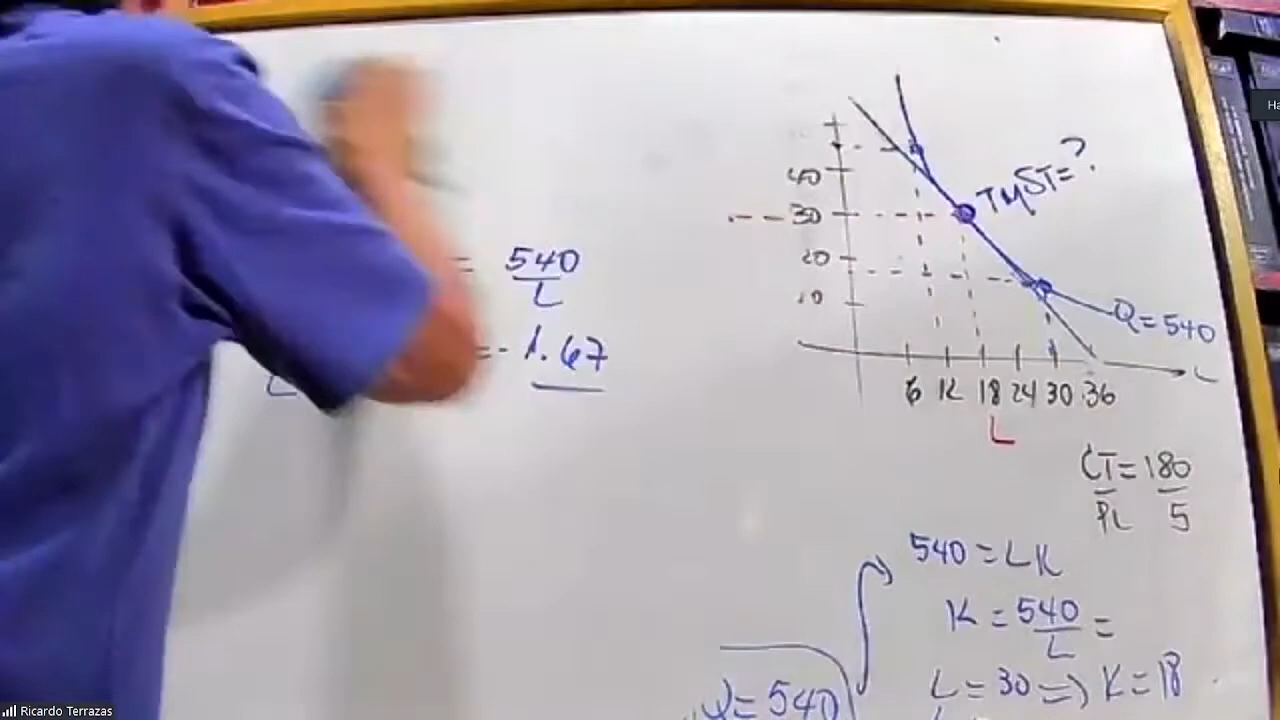 = 540
L
= - 1.67
L
40
30
20
10
TMST=?
Q=540
6 12 18 24 30 36
L
L
CT = 180
PL 5
540 = LK
K = 540 =
L
L = 30 => K = 18
Q = 540
Ricardo Terrazas